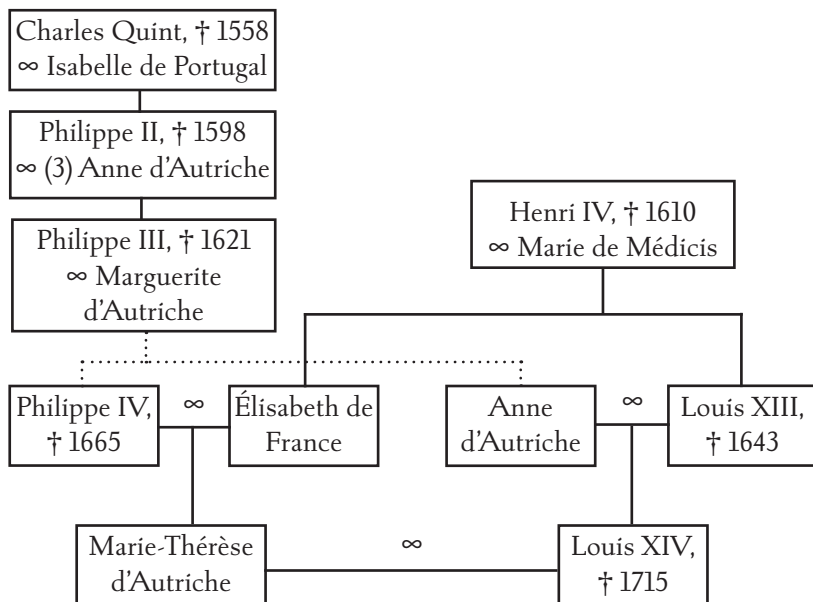 Charles Quint, † 1558
∞ Isabelle de Portugal
Philippe II, † 1598
∞ (3) Anne d'Autriche
Philippe III, † 1621
∞ Marguerite
d'Autriche
Henri IV, † 1610
∞ Marie de Médicis
Philippe IV,
† 1665
∞
Élisabeth de
France
Anne
d'Autriche
∞
Louis XIII,
† 1643
Marie-Thérèse
d'Autriche
∞
Louis XIV,
† 1715